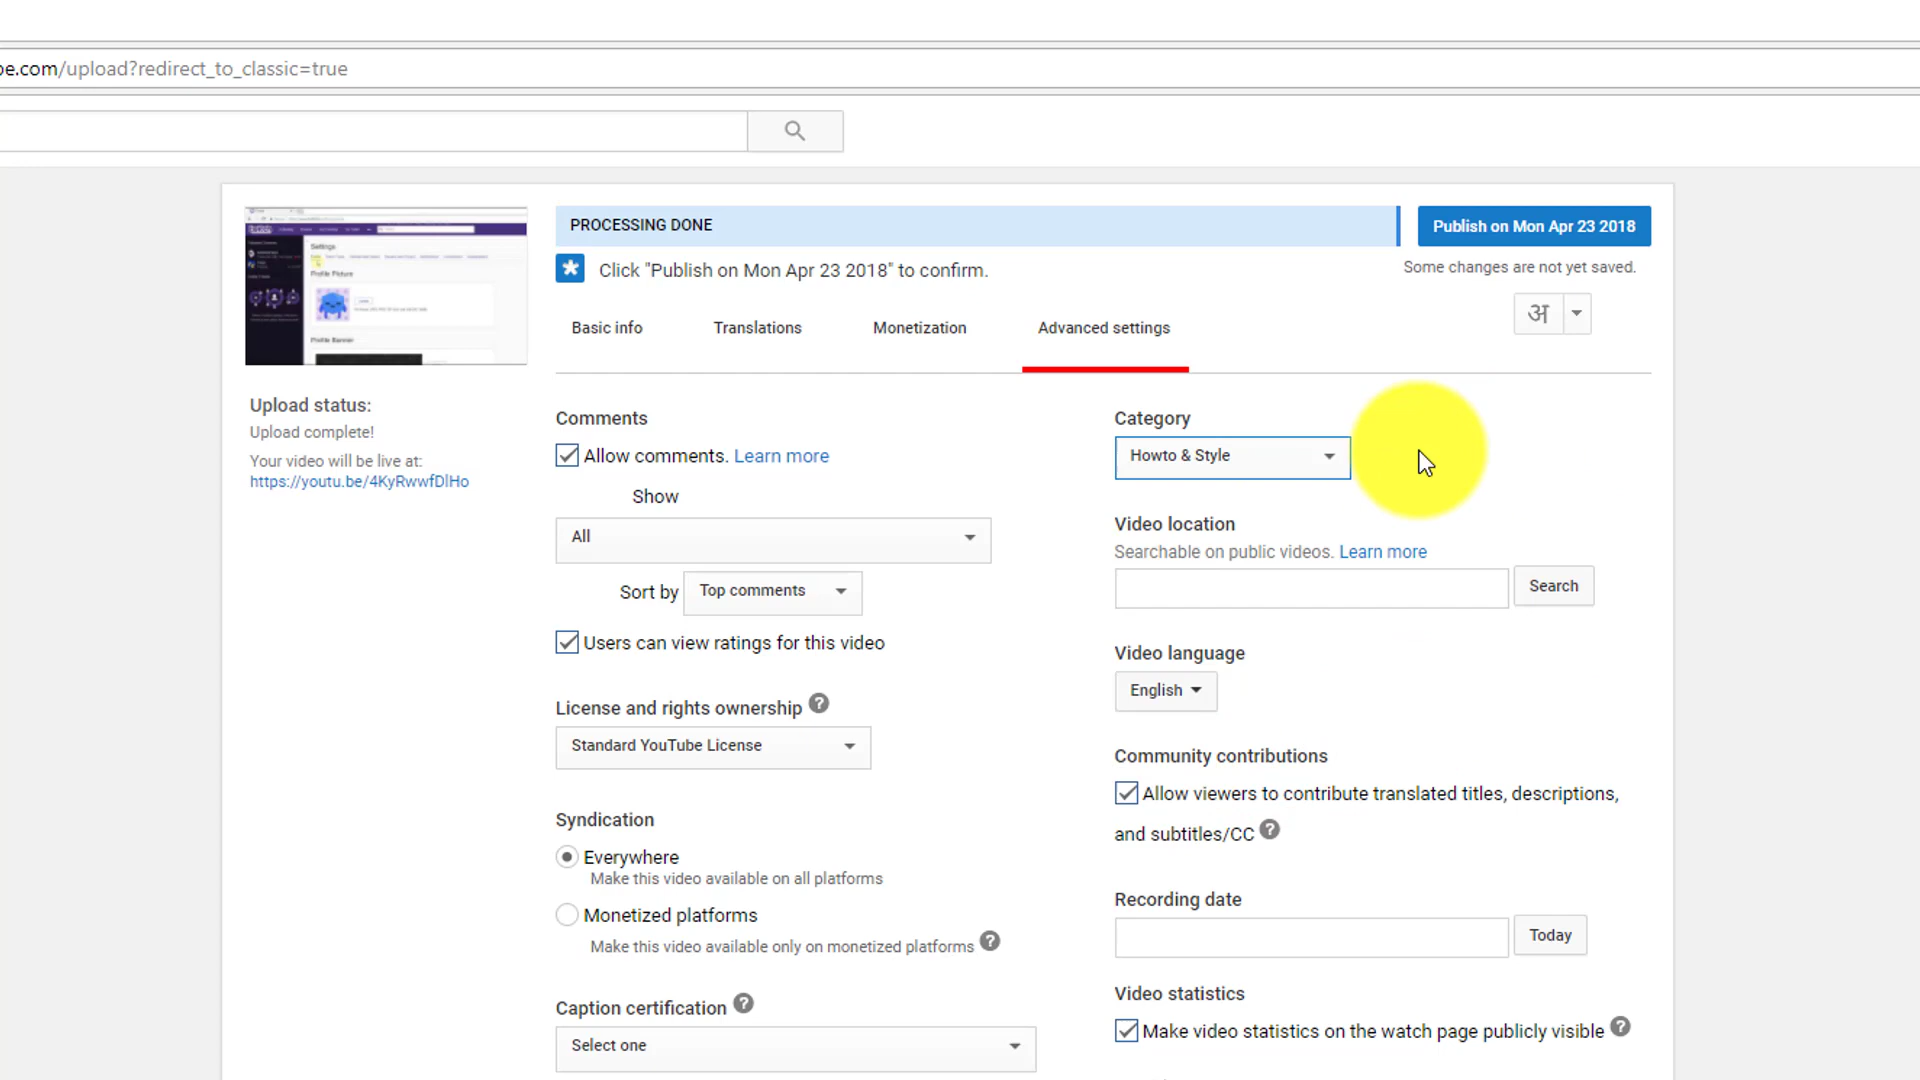 be.com/upload?redirect_to_classic=true
PROCESSING DONE
Publish on Mon Apr 23 2018
Click "Publish on Mon Apr 23 2018" to confirm.
Some changes are not yet saved.
Basic info
Translations
Monetization
Advanced settings
अ
Settings
Profile Picture
Profile Banner
Upload status:
Upload complete!
Your video will be live at:
https://youtu.be/4KyRwwfDlHo
Comments
Allow comments. Learn more
Show
All
Sort by Top comments
Users can view ratings for this video
License and rights ownership ?
Standard YouTube License
Syndication
Everywhere
Make this video available on all platforms
Monetized platforms
Make this video available only on monetized platforms ?
Caption certification ?
Select one
Category
Howto & Style
Video location
Searchable on public videos. Learn more
Search
Video language
English
Community contributions
Allow viewers to contribute translated titles, descriptions,
and subtitles/CC ?
Recording date
Today
Video statistics
Make video statistics on the watch page publicly visible ?